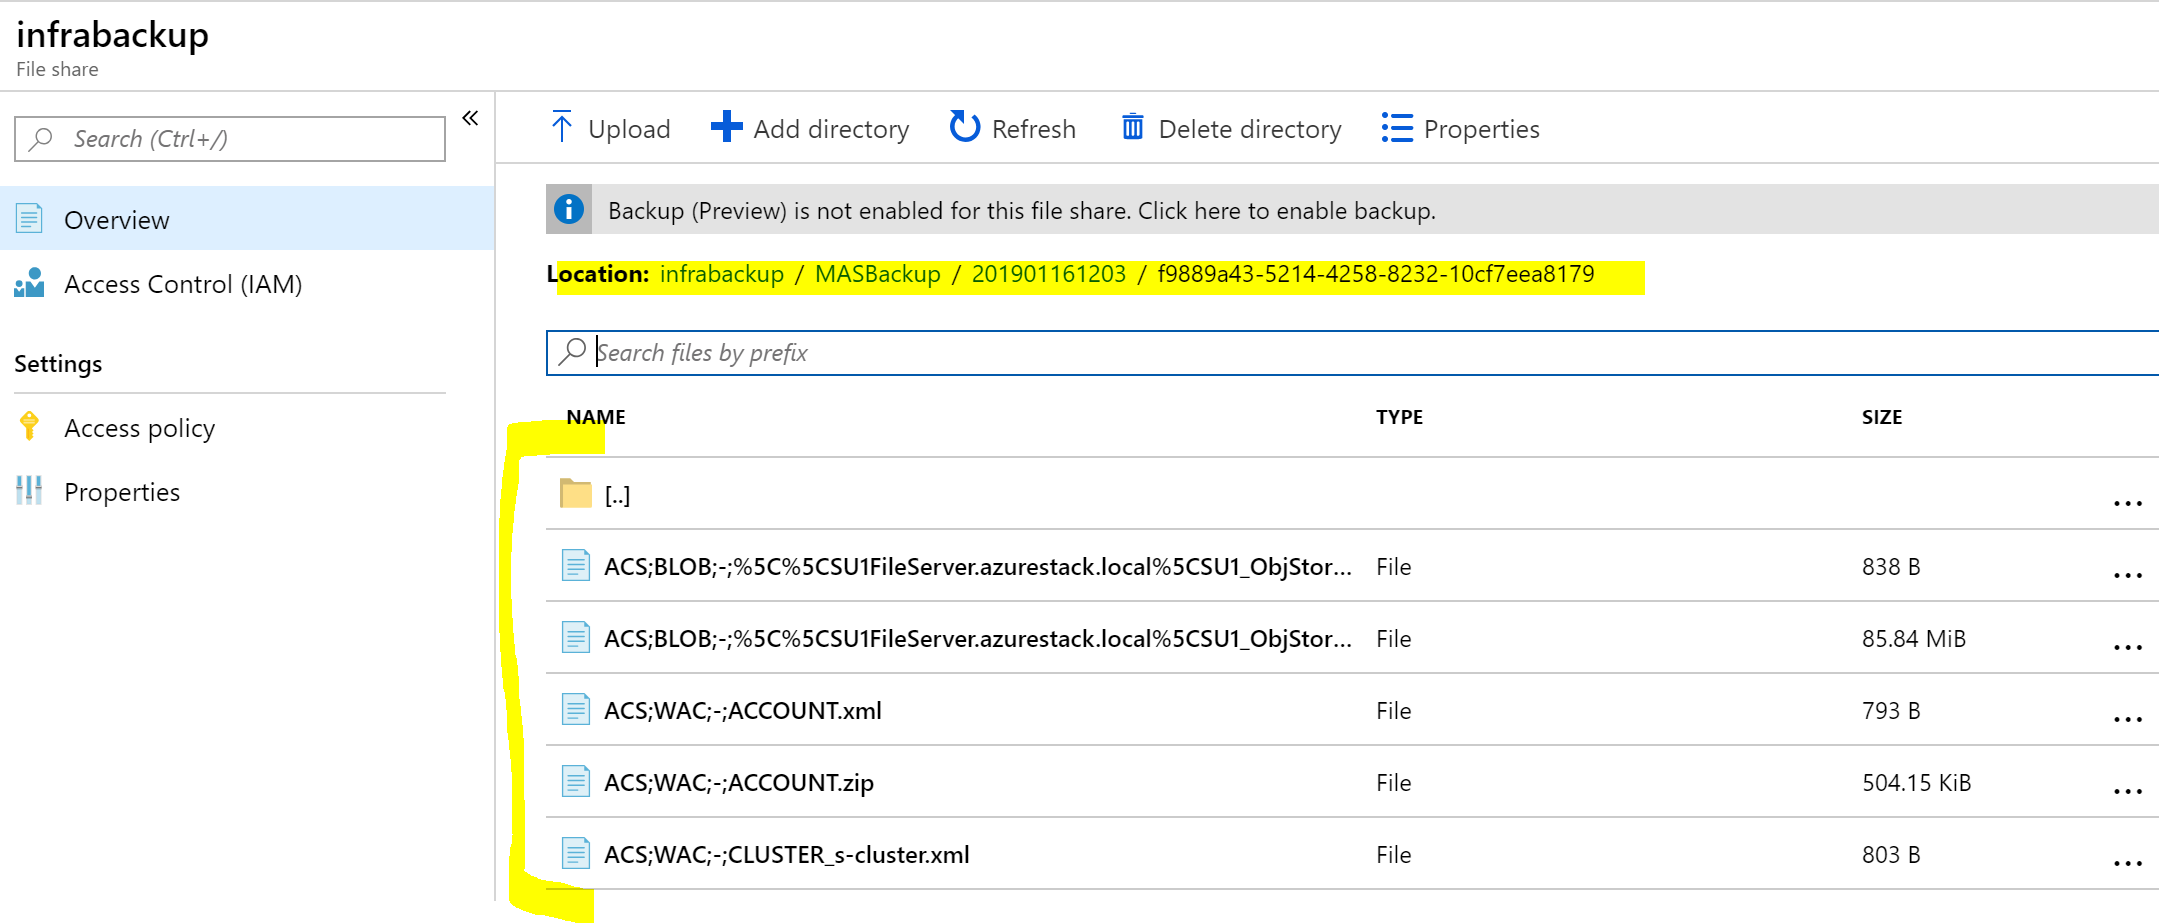 infrabackup
File share
Search (Ctrl+/)
«
Overview
Access Control (IAM)
Settings
Access policy
Properties
Upload Add directory Refresh Delete directory Properties
Backup (Preview) is not enabled for this file share. Click here to enable backup.
Location: infrabackup / MASBackup / 201901161203 / f9889a43-5214-4258-8232-10cf7eea8179
Search files by prefix
NAME TYPE SIZE
[..] ...
ACS;BLOB;-;%5C%5CSU1FileServer.azurestack.local%5CSU1_ObjStor... File 838 B ...
ACS;BLOB;-;%5C%5CSU1FileServer.azurestack.local%5CSU1_ObjStor... File 85.84 MiB ...
ACS;WAC;-;ACCOUNT.xml File 793 B ...
ACS;WAC;-;ACCOUNT.zip File 504.15 KiB ...
ACS;WAC;-;CLUSTER_s-cluster.xml File 803 B ...